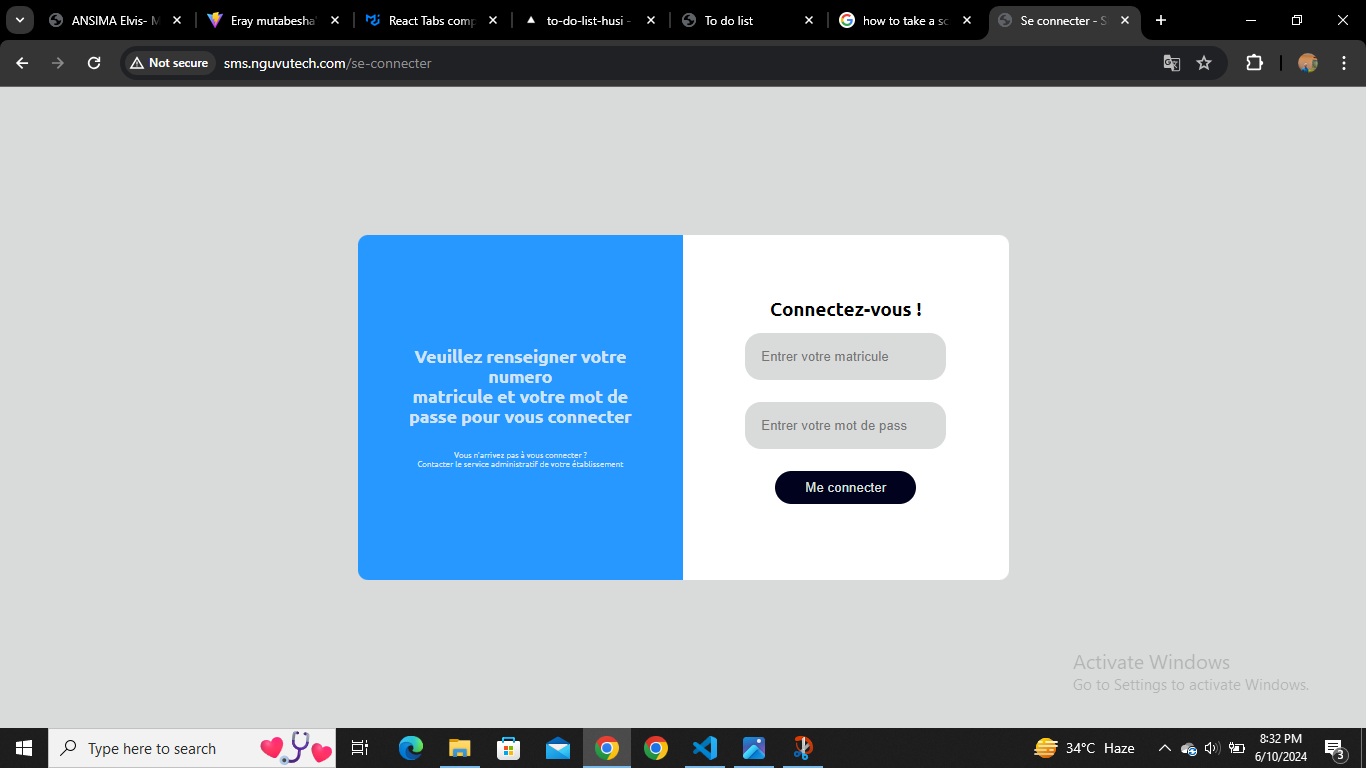 ANSIMA Elvis- M
Eray mutabesha'
React Tabs comp
to-do-list-husi -
To do list
how to take a sc
Se connecter - S
Not secure
sms.nguvutech.com/se-connecter
Veuillez renseigner votre
numero
matricule et votre mot de
passe pour vous connecter
Vous n'arrivez pas à vous connecter ?
Contacter le service administratif de votre établissement
Connectez-vous !
Entrer votre matricule
Entrer votre mot de pass
Me connecter
Activate Windows
Go to Settings to activate Windows.
Type here to search
34°C Haze
8:32 PM
6/10/2024
3